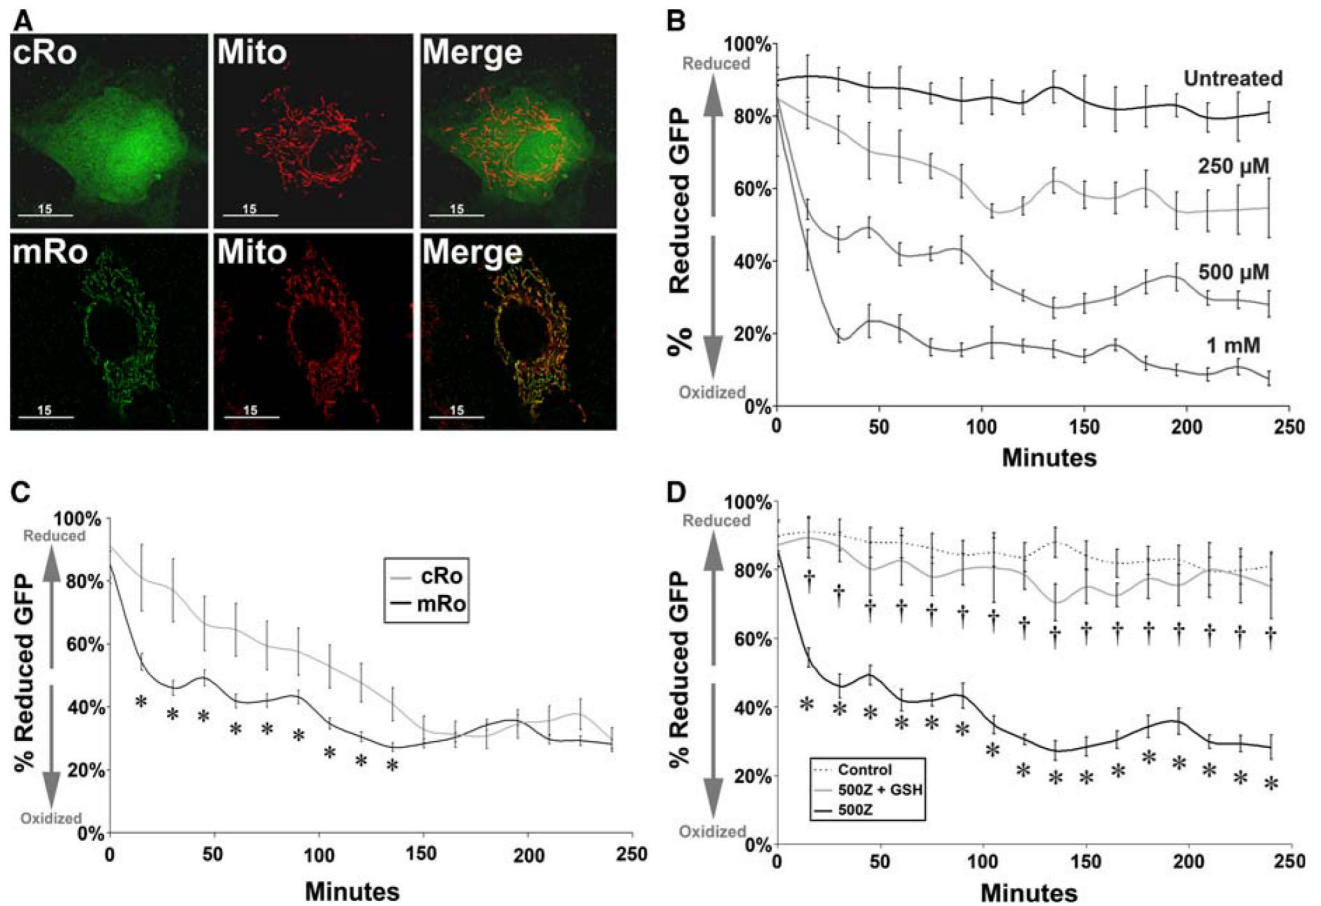 A
cRo
Mito
Merge
15
15
15
mRo
Mito
Merge
15
15
15
B
100%
80%
60%
40%
20%
0%
Reduced
% Reduced GFP
Oxidized
Untreated
250 µM
500 µM
1 mM
0
50
100
150
200
250
Minutes
C
100%
80%
60%
40%
20%
0%
Reduced
% Reduced GFP
Oxidized
cRo
mRo
* * * * * * * * *
0
50
100
150
200
250
Minutes
D
100%
80%
60%
40%
20%
0%
Reduced
% Reduced GFP
Oxidized
† † † † † † † † † † † † † † † †
* * * * * * * * * * * * * * * *
Control
500Z + GSH
500Z
0
50
100
150
200
250
Minutes